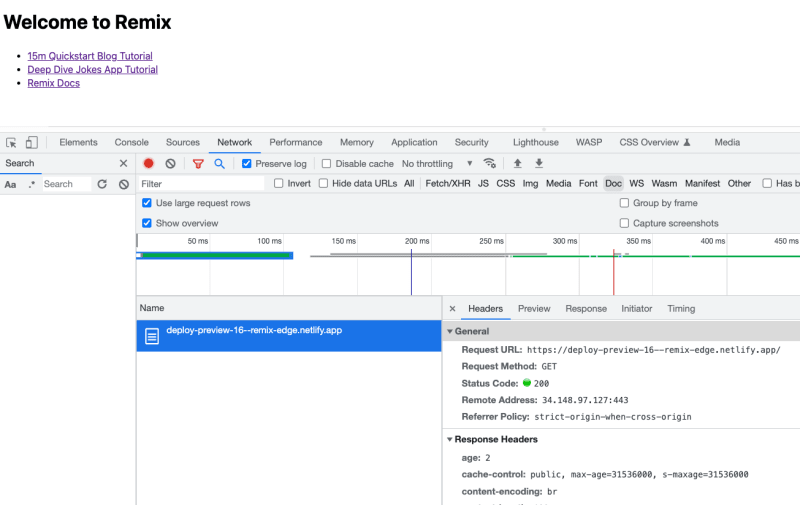 Welcome to Remix
15m Quickstart Blog Tutorial
Deep Dive Jokes App Tutorial
Remix Docs
Elements Console Sources Network Performance Memory Application Security Lighthouse WASP CSS Overview Media
Search
Preserve log Disable cache No throttling
Aa .* Search
Filter Invert Hide data URLs All Fetch/XHR JS CSS Img Media Font Doc WS Wasm Manifest Other Has b
Use large request rows Group by frame
Show overview Capture screenshots
50 ms 100 ms 150 ms 200 ms 250 ms 300 ms 350 ms 400 ms 450 ms
Name
Headers Preview Response Initiator Timing
deploy-preview-16--remix-edge.netlify.app
General
Request URL: https://deploy-preview-16--remix-edge.netlify.app/
Request Method: GET
Status Code: 200
Remote Address: 34.148.97.127:443
Referrer Policy: strict-origin-when-cross-origin
Response Headers
age: 2
cache-control: public, max-age=31536000, s-maxage=31536000
content-encoding: br